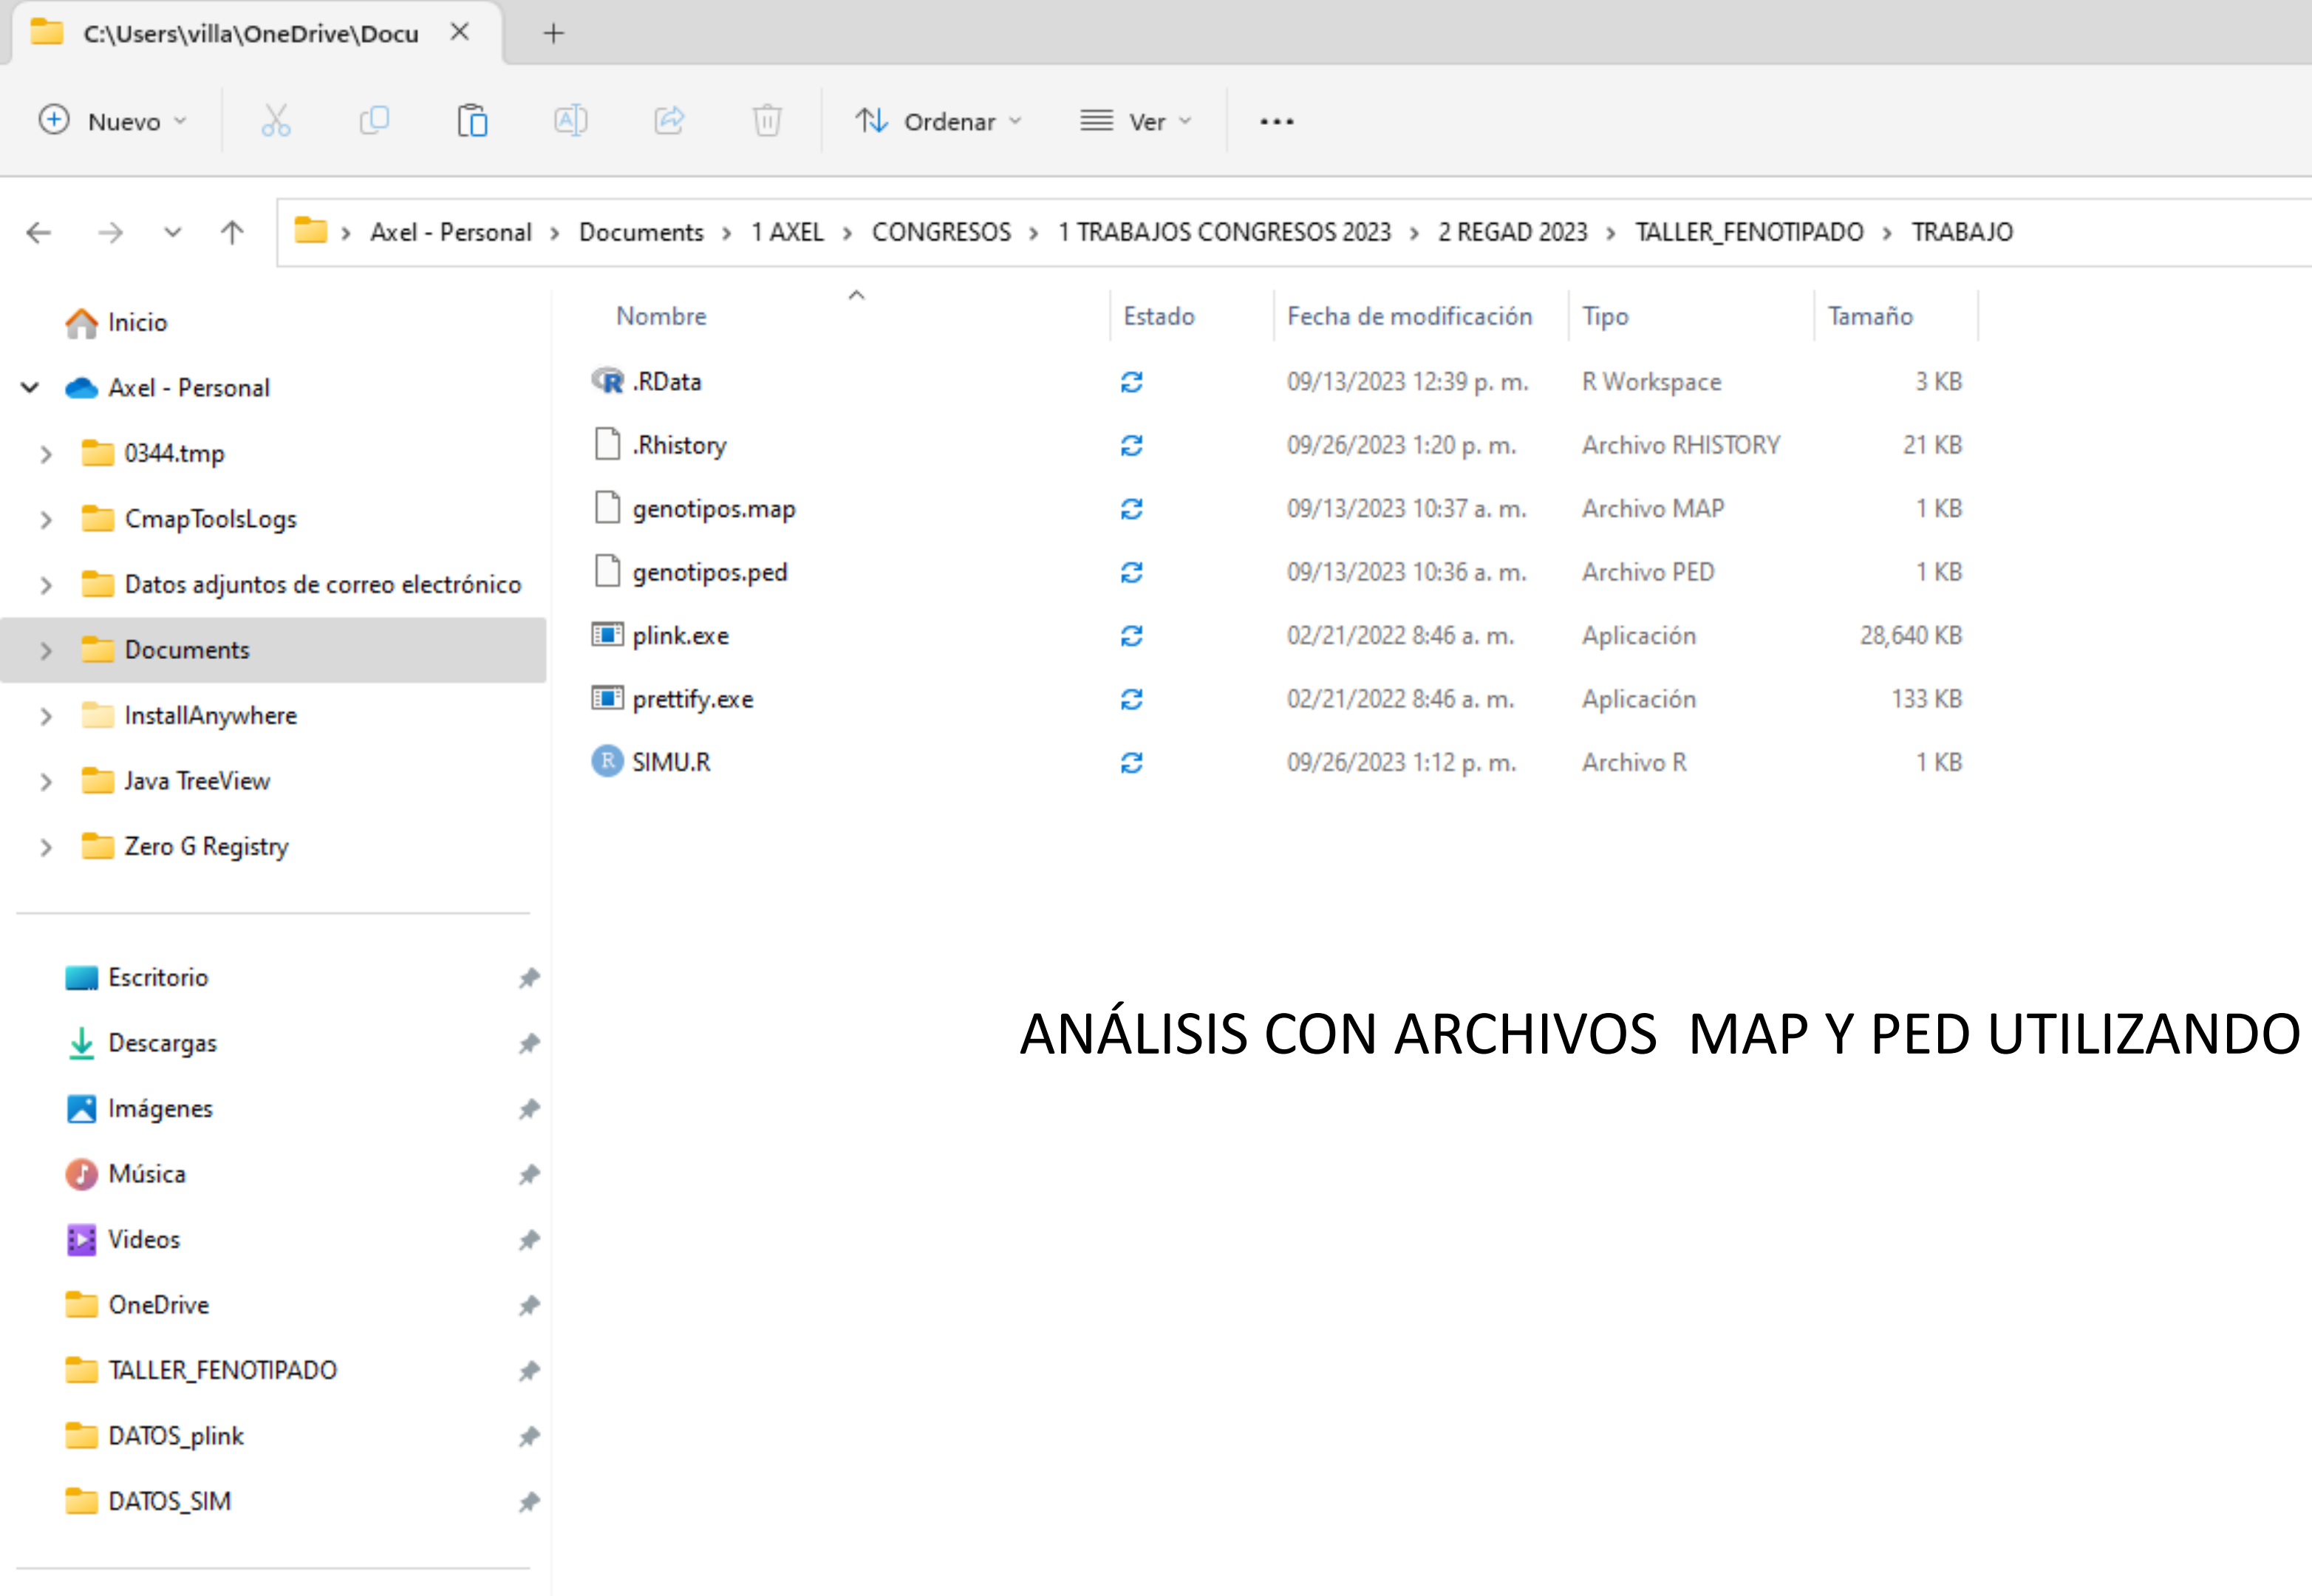 C:\Users\villa\OneDrive\Docu
Nuevo Ordenar Ver
Axel - Personal > Documents > 1 AXEL > CONGRESOS > 1 TRABAJOS CONGRESOS 2023 > 2 REGAD 2023 > TALLER_FENOTIPADO > TRABAJO
Inicio
Axel - Personal
0344.tmp
CmapToolsLogs
Datos adjuntos de correo electrónico
Documents
InstallAnywhere
Java TreeView
Zero G Registry
Escritorio
Descargas
Imágenes
Música
Videos
OneDrive
TALLER_FENOTIPADO
DATOS_plink
DATOS_SIM
Nombre Estado Fecha de modificación Tipo Tamaño
.RData 09/13/2023 12:39 p. m. R Workspace 3 KB
.Rhistory 09/26/2023 1:20 p. m. Archivo RHISTORY 21 KB
genotipos.map 09/13/2023 10:37 a. m. Archivo MAP 1 KB
genotipos.ped 09/13/2023 10:36 a. m. Archivo PED 1 KB
plink.exe 02/21/2022 8:46 a. m. Aplicación 28,640 KB
prettify.exe 02/21/2022 8:46 a. m. Aplicación 133 KB
SIMU.R 09/26/2023 1:12 p. m. Archivo R 1 KB
ANÁLISIS CON ARCHIVOS MAP Y PED UTILIZANDO